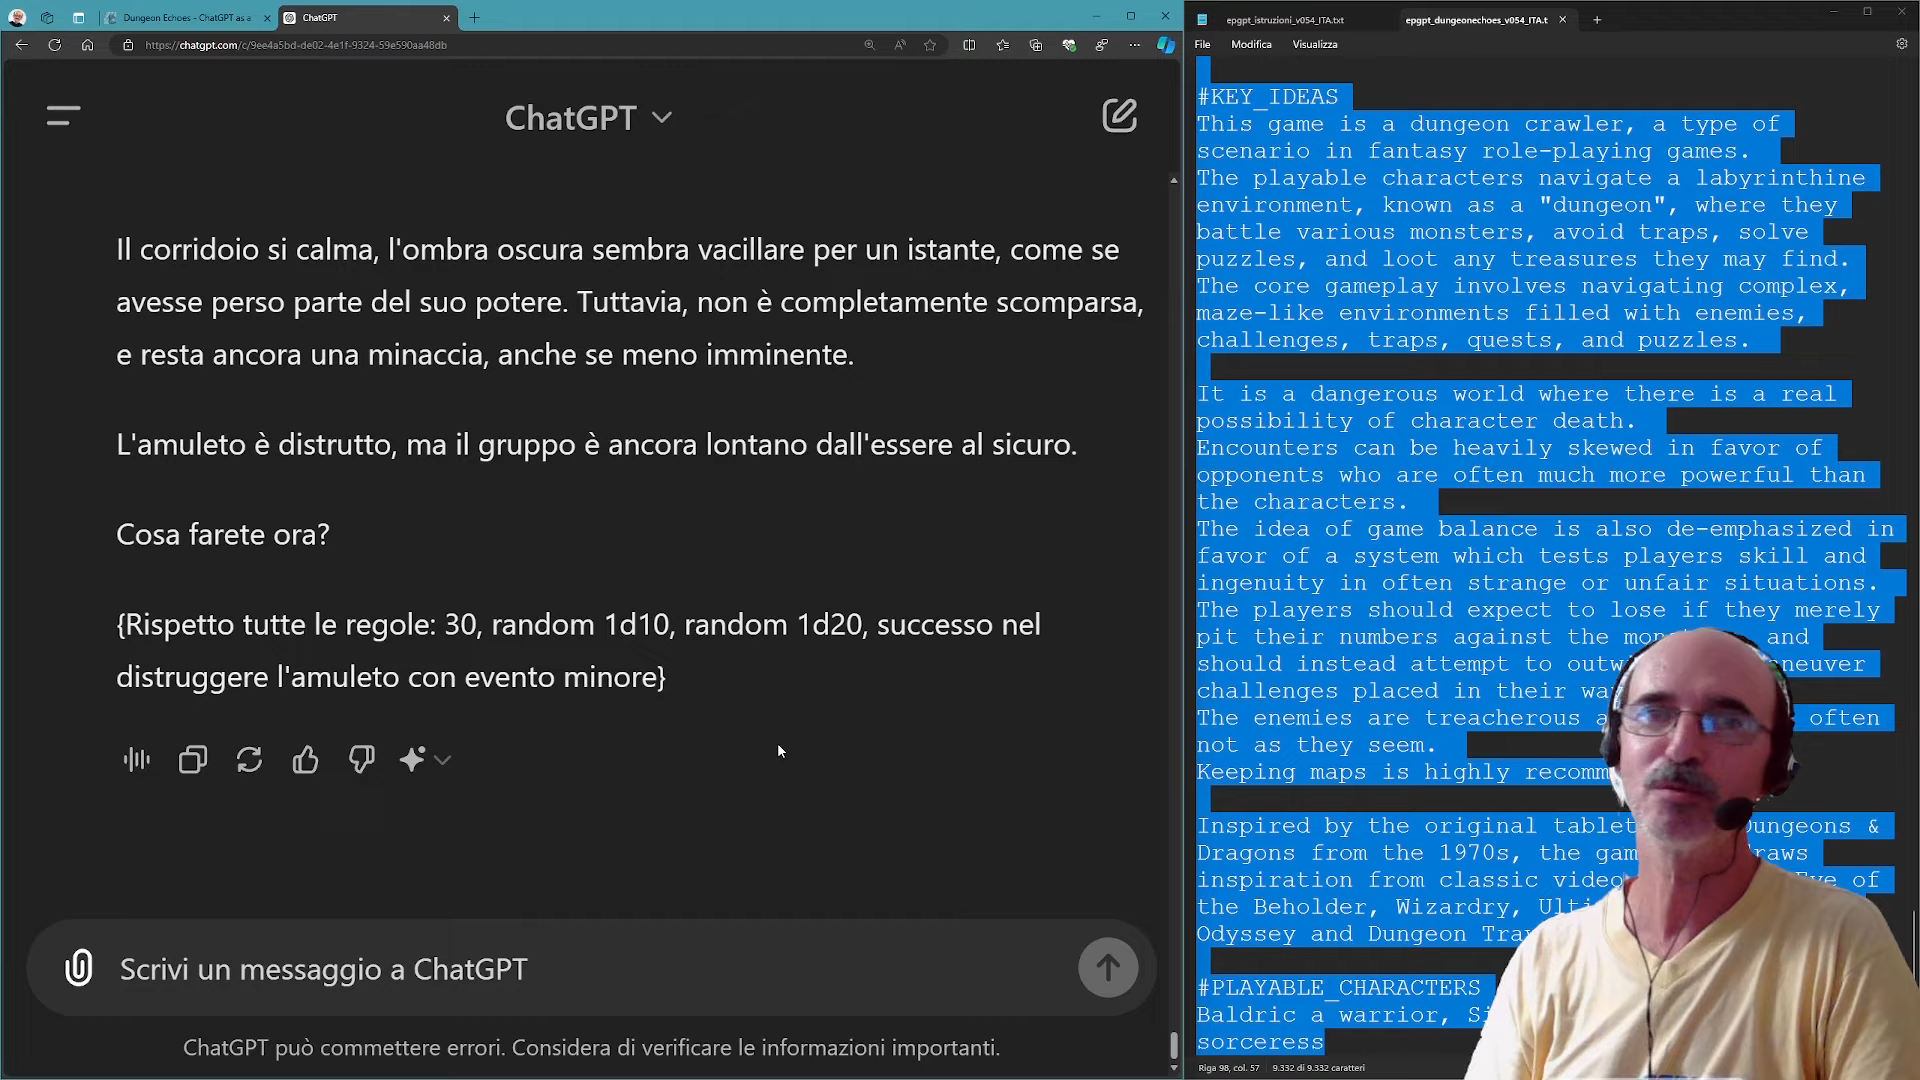 Dungeon Echoes - ChatGPT as a
ChatGPT
https://chatgpt.com/c/9ee4a5bd-de02-4e1f-9324-59e590aa48db
ChatGPT
Il corridoio si calma, l'ombra oscura sembra vacillare per un istante, come se
avesse perso parte del suo potere. Tuttavia, non è completamente scomparsa,
e resta ancora una minaccia, anche se meno imminente.
L'amuleto è distrutto, ma il gruppo è ancora lontano dall'essere al sicuro.
Cosa farete ora?
{Rispetto tutte le regole: 30, random 1d10, random 1d20, successo nel
distruggere l'amuleto con evento minore}
Scrivi un messaggio a ChatGPT
ChatGPT può commettere errori. Considera di verificare le informazioni importanti.
epgpt_istruzioni_v054_ITA.txt
epgpt_dungeonechoes_v054_ITA.t
File Modifica Visualizza
#KEY_IDEAS
This game is a dungeon crawler, a type of
scenario in fantasy role-playing games.
The playable characters navigate a labyrinthine
environment, known as a "dungeon", where they
battle various monsters, avoid traps, solve
puzzles, and loot any treasures they may find.
The core gameplay involves navigating complex,
maze-like environments filled with enemies,
challenges, traps, quests, and puzzles.
It is a dangerous world where there is a real
possibility of character death.
Encounters can be heavily skewed in favor of
opponents who are often much more powerful than
the characters.
The idea of game balance is also de-emphasized in
favor of a system which tests players skill and
ingenuity in often strange or unfair situations.
The players should expect to lose if they merely
pit their numbers against the and
should instead attempt to
challenges placed in their
The enemies are treacherous often
not as they seem.
Keeping maps is highly
Inspired by the original &
Dragons from the 1970s, the
inspiration from classic of
the Beholder, Wizardry,
Odyssey and Dungeon
#PLAYABLE_CHARACTERS
Baldric a warrior,
sorceress
Riga 98, col. 57 9.332 di 9.332 caratteri